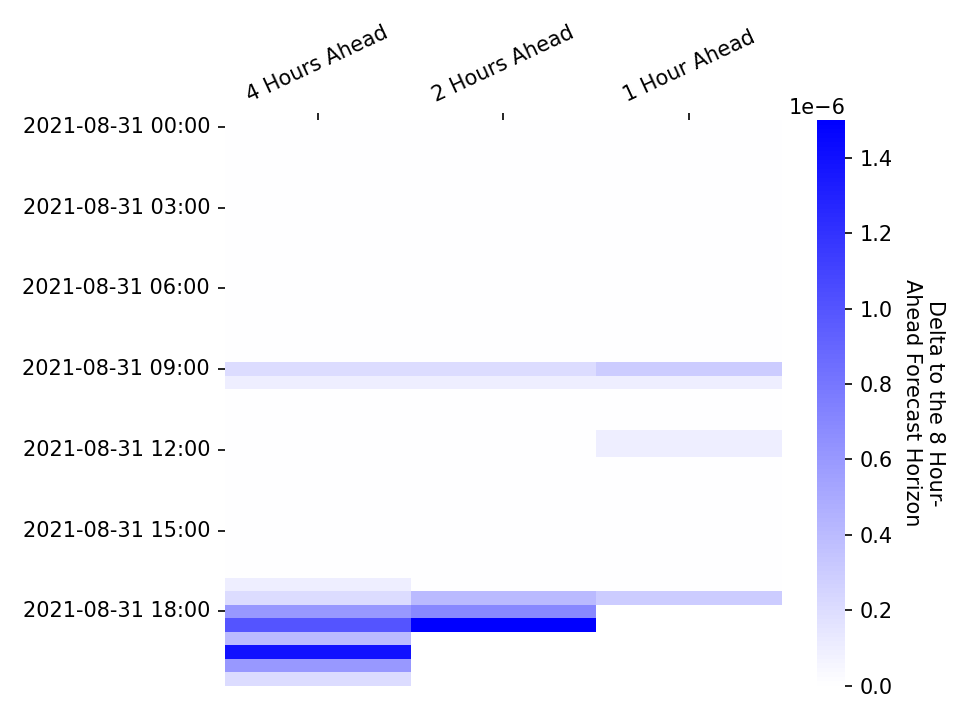 4 Hours Ahead
2 Hours Ahead
1 Hour Ahead
1e−6
2021-08-31 00:00
2021-08-31 03:00
2021-08-31 06:00
2021-08-31 09:00
2021-08-31 12:00
2021-08-31 15:00
2021-08-31 18:00
1.4
1.2
1.0
0.8
0.6
0.4
0.2
0.0
Delta to the 8 Hour-
Ahead Forecast Horizon